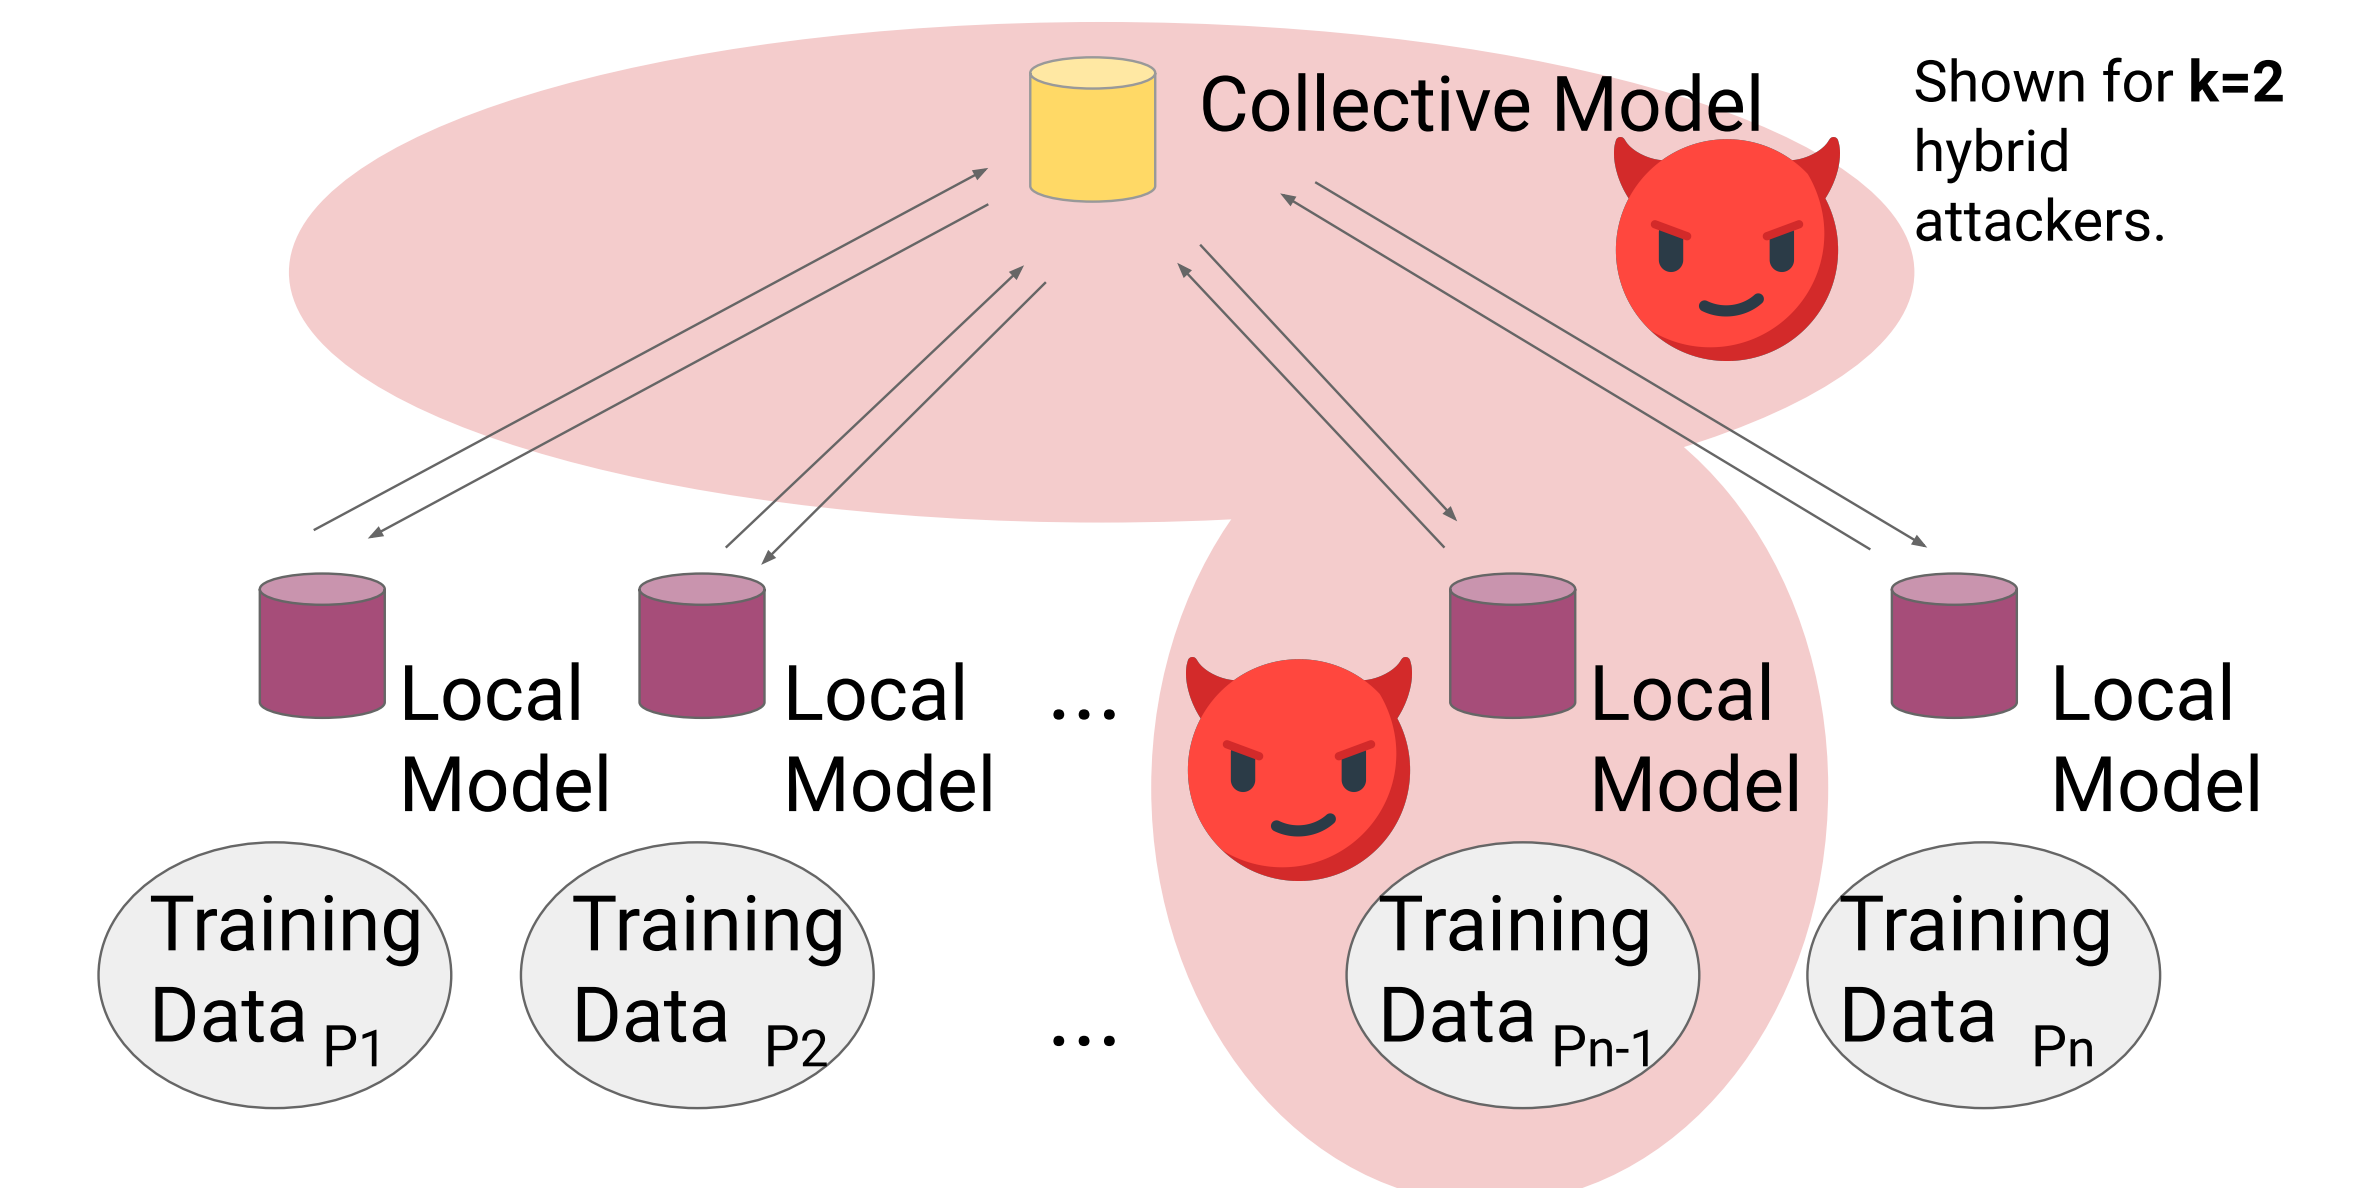 Collective Model
Shown for k=2
hybrid
attackers.
Local
Model
Local
Model
...
Local
Model
Local
Model
Training
Data P1
Training
Data P2
...
Training
Data Pn-1
Training
Data Pn